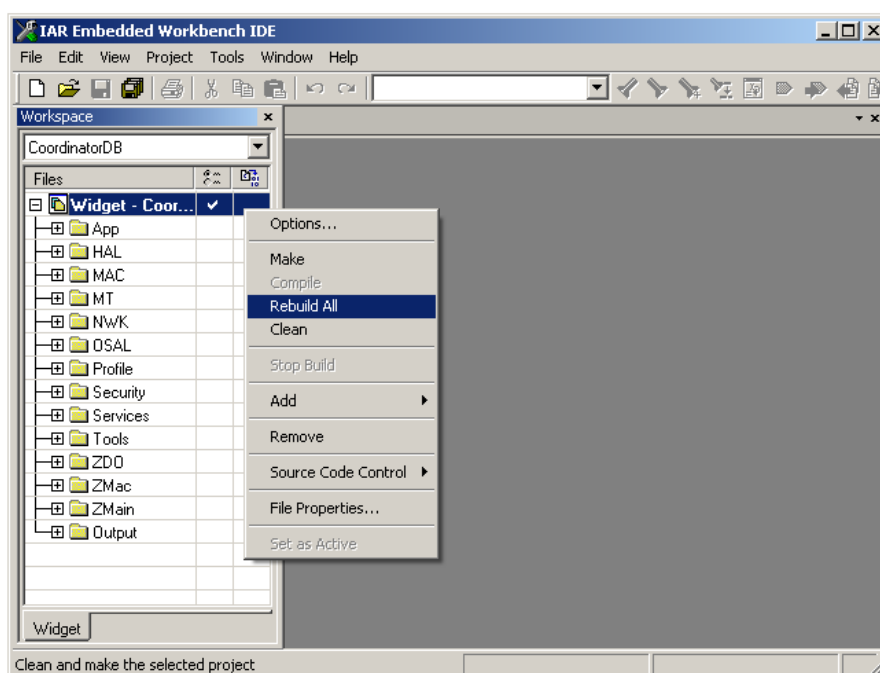 IAR Embedded Workbench IDE
File Edit View Project Tools Window Help
Workspace
CoordinatorDB
Files
Widget - Coor...
App
HAL
MAC
MT
NWK
OSAL
Profile
Security
Services
Tools
ZDO
ZMac
ZMain
Output
Options...
Make
Compile
Rebuild All
Clean
Stop Build
Add
Remove
Source Code Control
File Properties...
Set as Active
Widget
Clean and make the selected project